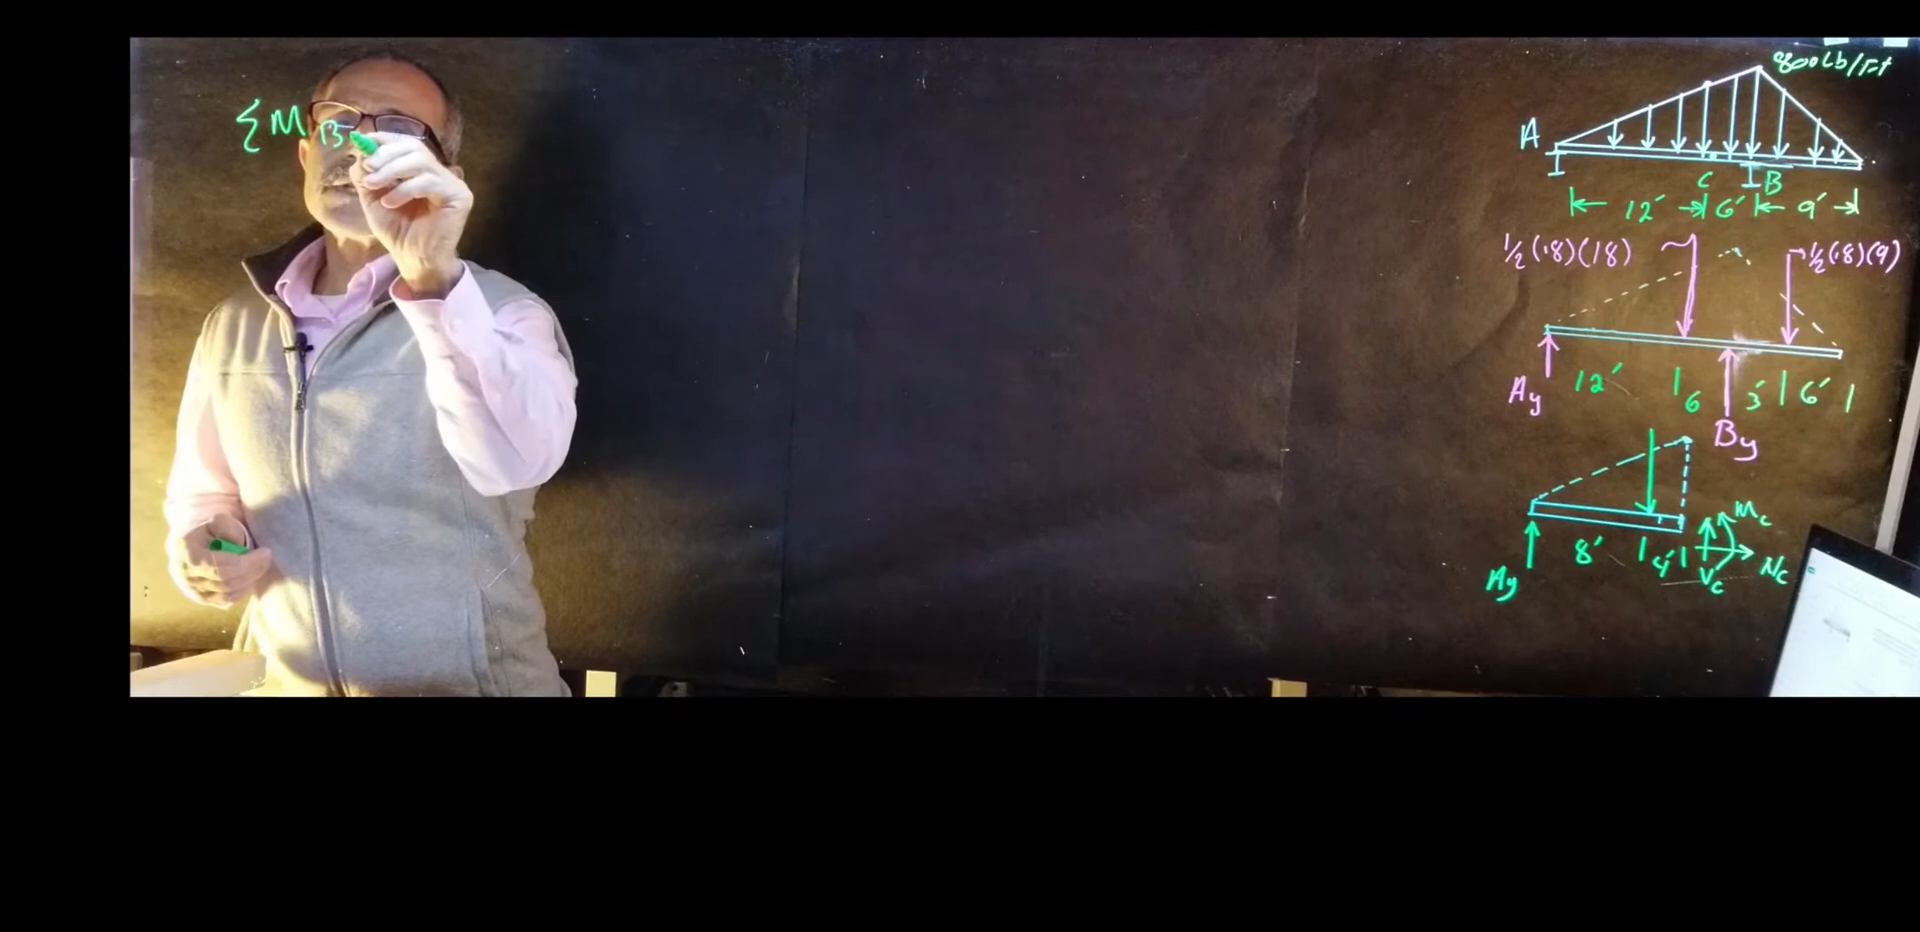 ΣM B
800 Lb/Ft
A
C B
12' 6' 9'
½(.8)(18) ½(.8)(9)
12' 6 3' 6'
Ay By
Mc
8' 4' Nc
Ay Vc